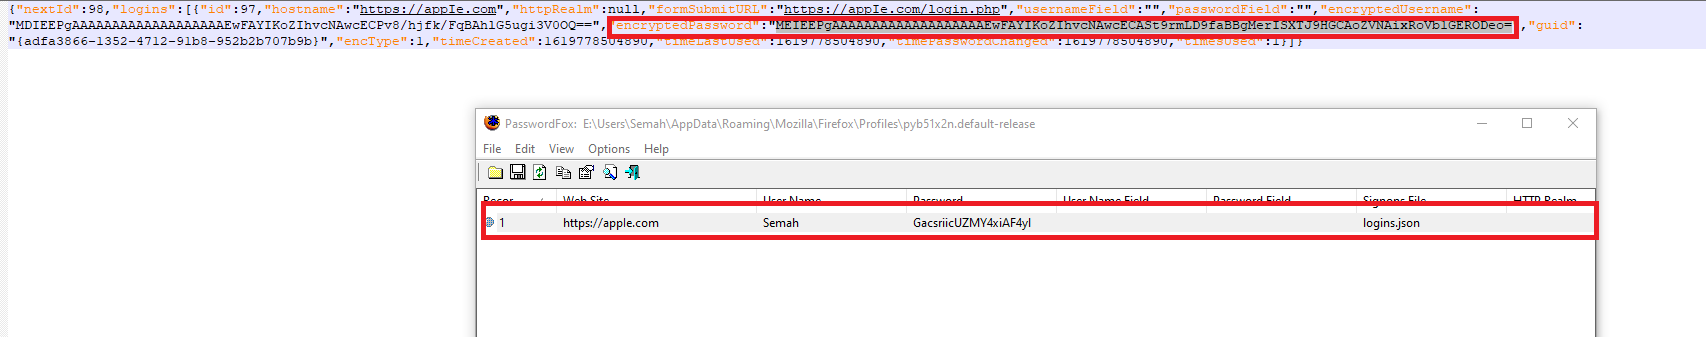 {"nextId":98,"logins":[{"id":97,"hostname":"https://appIe.com","httpRealm":null,"formSubmitURL":"https://appIe.com/login.php","usernameField":"","passwordField":"","encryptedUsername":
"MDIEEPgAAAAAAAAAAAAAAAAAAAEwFAYIKoZIhvcNAwcECPv8/hjfk/FqBAhlG5ugi3V0OQ==","encryptedPassword":"MEIEEPgAAAAAAAAAAAAAAAAAAAEwFAYIKoZIhvcNAwcECASt9rmLD9faBBgMerISXTJ9HGCAoZVNAixRoVb1GERODeo=","guid":
"{adfa3866-1352-4712-91b8-952b2b707b9b}","encType":1,"timeCreated":1619778504890,"timeLastUsed":1619778504890,"timePasswordChanged":1619778504890,"timesUsed":1}]}
PasswordFox: E:\Users\Semah\AppData\Roaming\Mozilla\Firefox\Profiles\pyb51x2n.default-release
File Edit View Options Help
Recor... Web Site User Name Password User Name Field Password Field Signons File HTTP Realm
1 https://apple.com Semah GacsriicUZMY4xiAF4yl logins.json